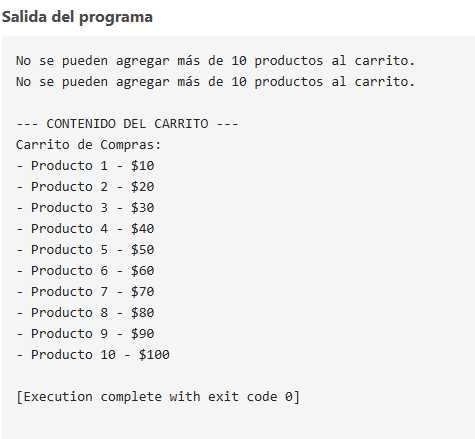 Salida del programa
No se pueden agregar más de 10 productos al carrito.
No se pueden agregar más de 10 productos al carrito.
--- CONTENIDO DEL CARRITO ---
Carrito de Compras:
- Producto 1 - $10
- Producto 2 - $20
- Producto 3 - $30
- Producto 4 - $40
- Producto 5 - $50
- Producto 6 - $60
- Producto 7 - $70
- Producto 8 - $80
- Producto 9 - $90
- Producto 10 - $100
[Execution complete with exit code 0]